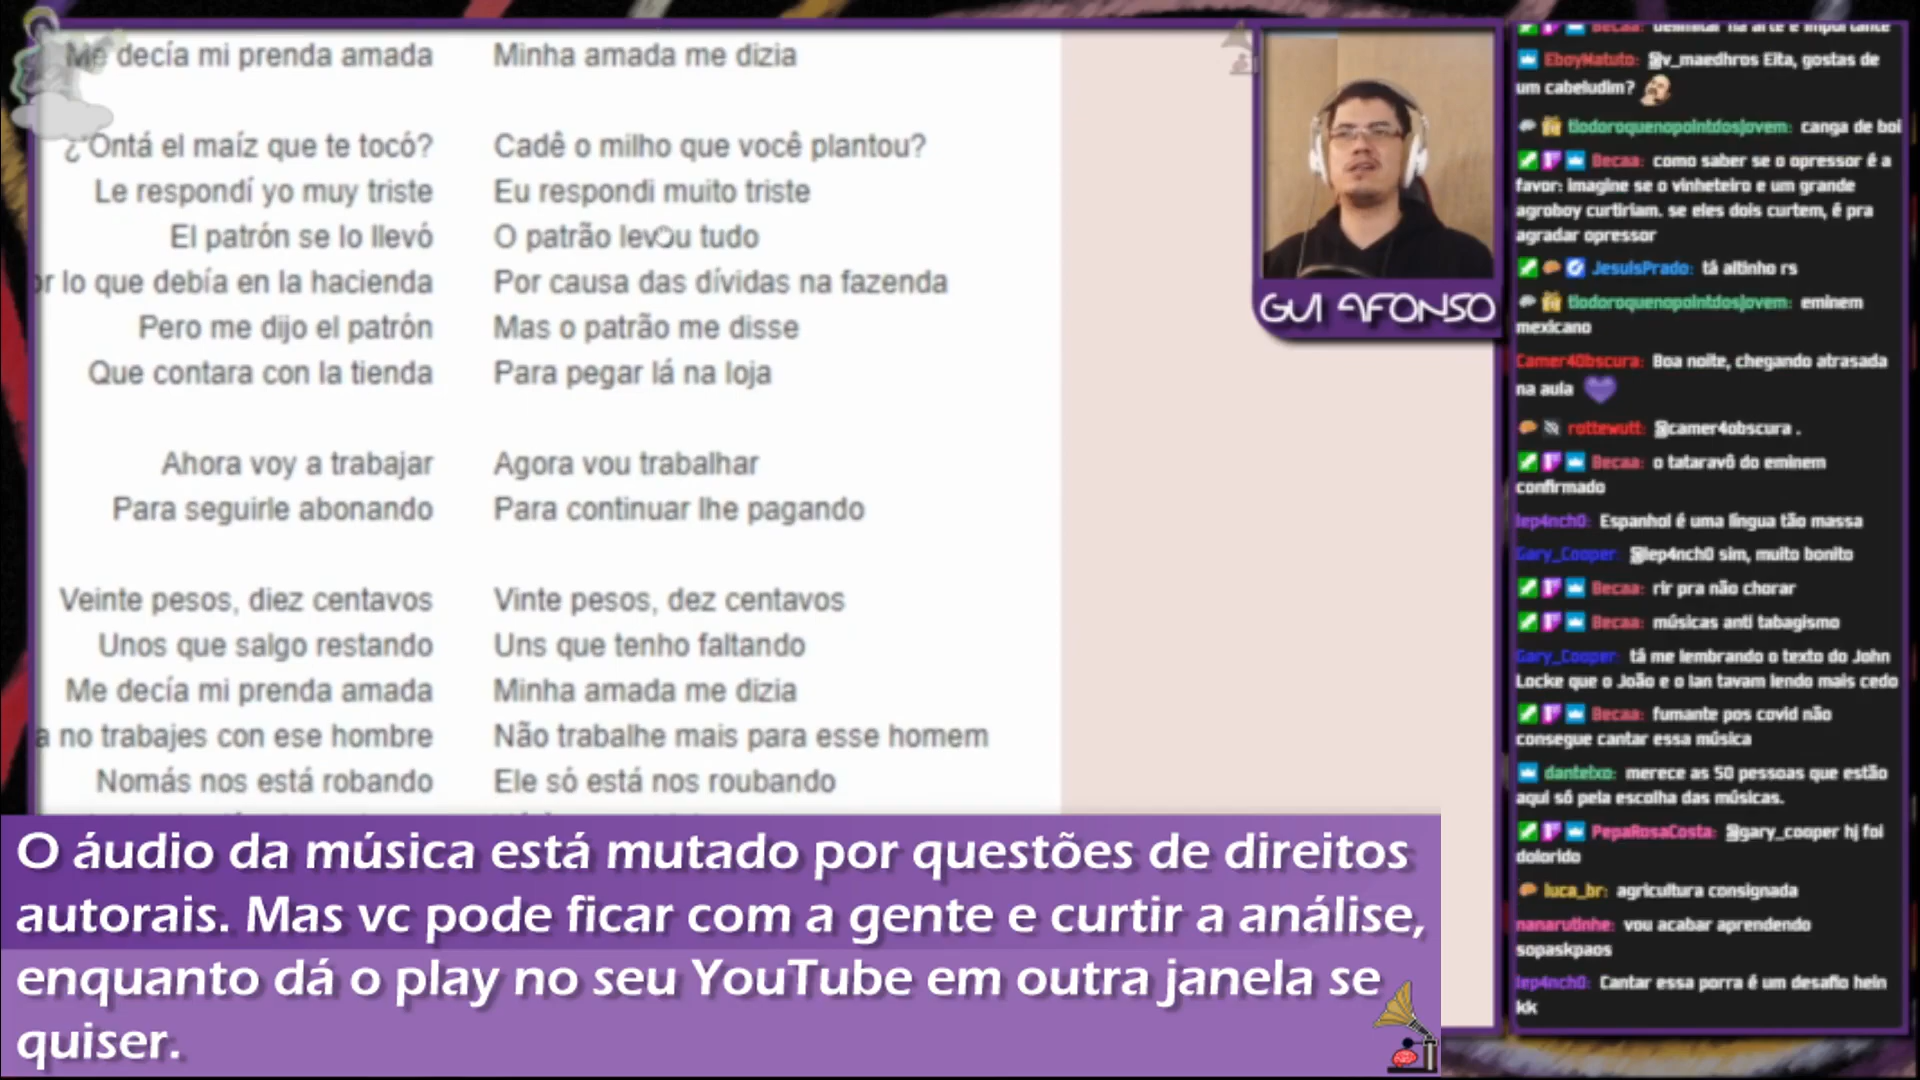 Me decía mi prenda amada
Minha amada me dizia
¿'Ontá el maíz que te tocó?
Cadê o milho que você plantou?
Le respondí yo muy triste
Eu respondi muito triste
El patrón se lo llevó
O patrão levou tudo
or lo que debía en la hacienda
Por causa das dívidas na fazenda
Pero me dijo el patrón
Mas o patrão me disse
Que contara con la tienda
Para pegar lá na loja
Ahora voy a trabajar
Agora vou trabalhar
Para seguirle abonando
Para continuar lhe pagando
Veinte pesos, diez centavos
Vinte pesos, dez centavos
Unos que salgo restando
Uns que tenho faltando
Me decía mi prenda amada
Minha amada me dizia
a no trabajes con ese hombre
Não trabalhe mais para esse homem
Nomás nos está robando
Ele só está nos roubando
O áudio da música está mutado por questões de direitos
autorais. Mas vc pode ficar com a gente e curtir a análise,
enquanto dá o play no seu YouTube em outra janela se
quiser.
GUI AFONSO
Becaa: delimitar na arte é importante
EboyMatuto: @v_maedhros Eita, gostas de
um cabeludim?
tiodoroquenopointdosjovem: canga de boi
Becaa: como saber se o opressor é a
favor: imagine se o vinheteiro e um grande
agroboy curtiriam. se eles dois curtem, é pra
agradar opressor
JesuisPrado: tá altinho rs
tiodoroquenopointdosjovem: eminem
mexicano
Camer40bscura: Boa noite, chegando atrasada
na aula
rottewutt: @camer4obscura .
Becaa: o tataravô do eminem
confirmado
lep4nch0: Espanhol é uma língua tão massa
Gary_Cooper: @lep4nch0 sim, muito bonito
Becaa: rir pra não chorar
Becaa: músicas anti tabagismo
Gary_Cooper: tá me lembrando o texto do John
Locke que o João e o Ian tavam lendo mais cedo
Becaa: fumante pos covid não
consegue cantar essa música
danteixo: merece as 50 pessoas que estão
aqui só pela escolha das músicas.
PepaRosaCosta: @gary_cooper hj foi
dolorido
luca_br: agricultura consignada
nanarutinhe: vou acabar aprendendo
sopaskpaos
lep4nch0: Cantar essa porra é um desafio hein
kk